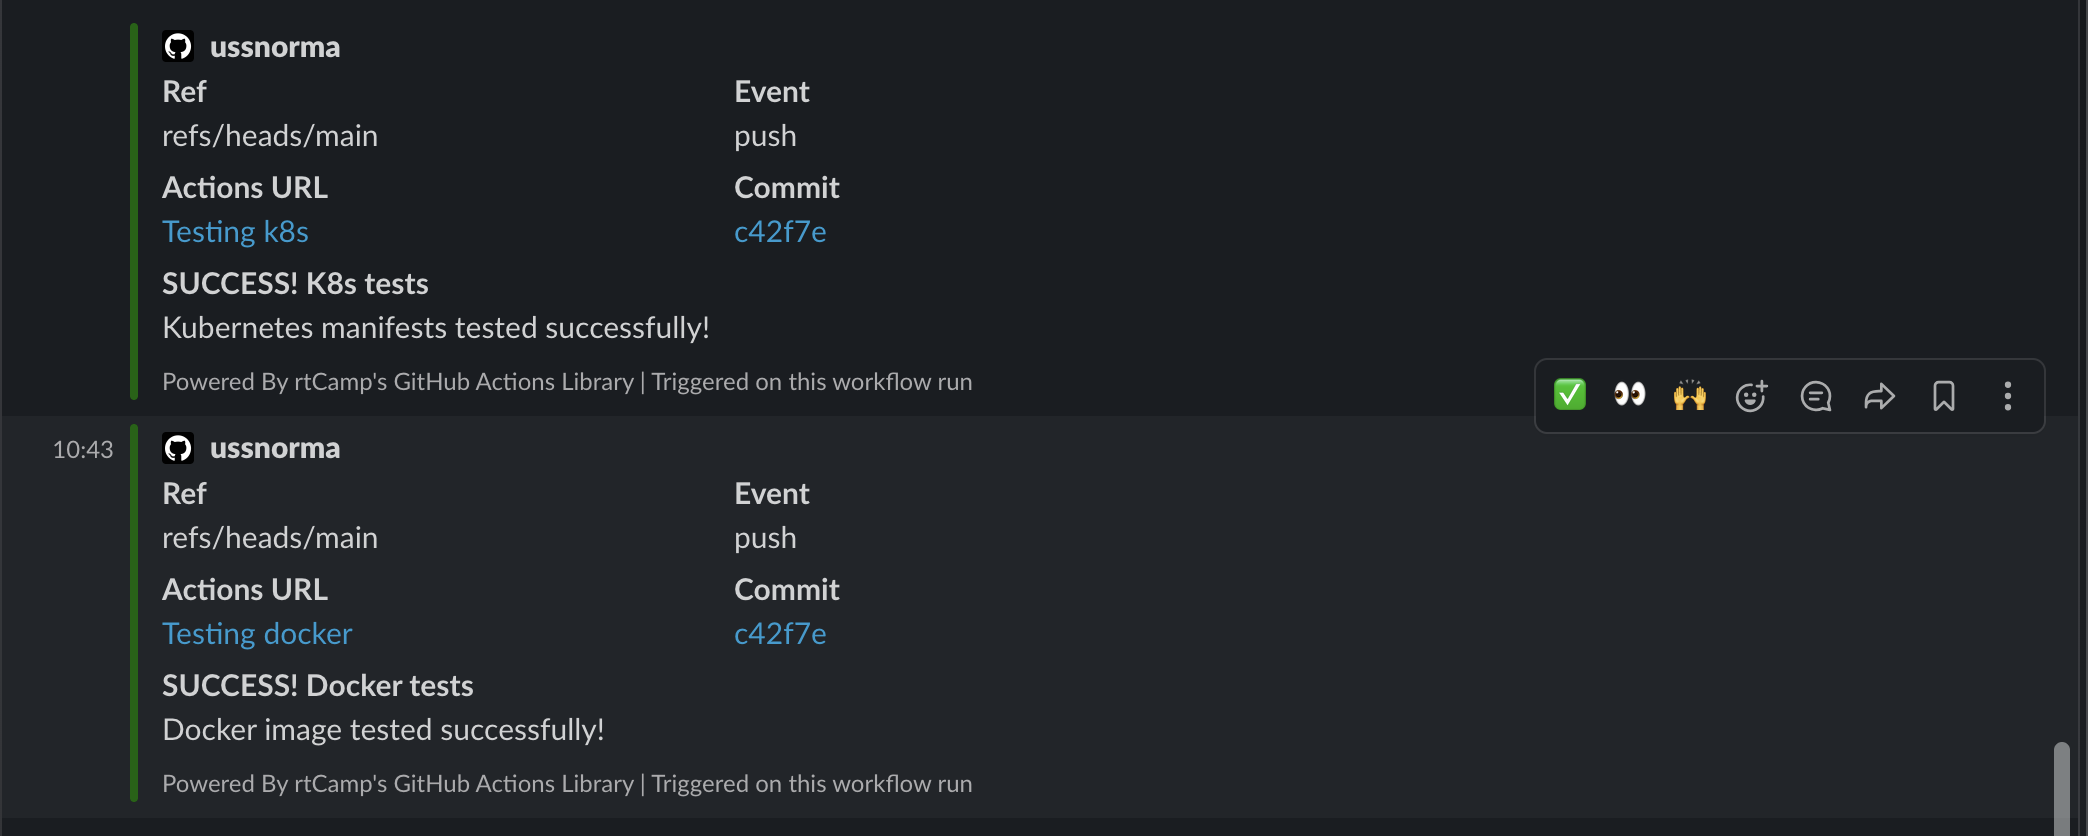 ussnorma
Ref Event
refs/heads/main push
Actions URL Commit
Testing k8s c42f7e
SUCCESS! K8s tests
Kubernetes manifests tested successfully!
Powered By rtCamp's GitHub Actions Library | Triggered on this workflow run
10:43 ussnorma
Ref Event
refs/heads/main push
Actions URL Commit
Testing docker c42f7e
SUCCESS! Docker tests
Docker image tested successfully!
Powered By rtCamp's GitHub Actions Library | Triggered on this workflow run